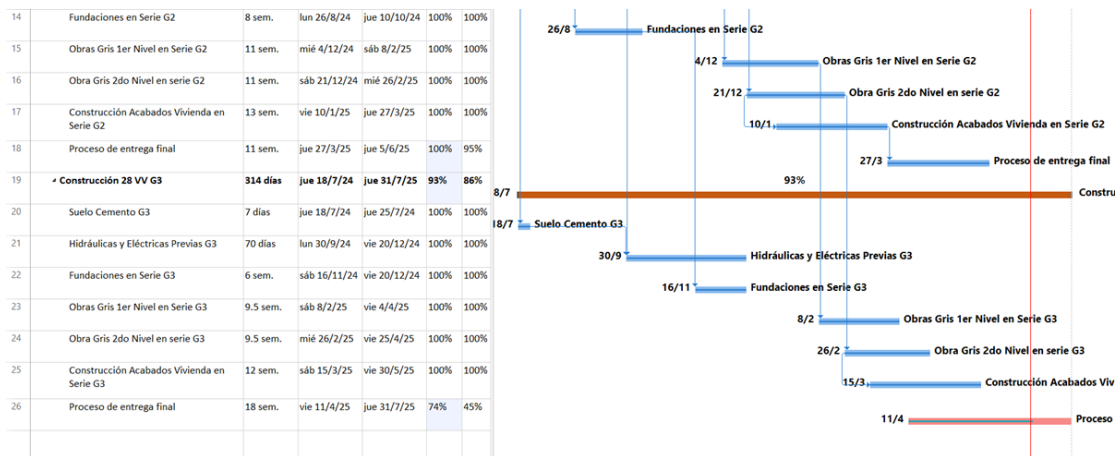 14 Fundaciones en Serie G2 8 sem. lun 26/8/24 jue 10/10/24 100% 100%
15 Obras Gris 1er Nivel en Serie G2 11 sem. mié 4/12/24 sáb 8/2/25 100% 100%
16 Obra Gris 2do Nivel en serie G2 11 sem. sáb 21/12/24 mié 26/2/25 100% 100%
17 Construcción Acabados Vivienda en 13 sem. vie 10/1/25 jue 27/3/25 100% 100%
Serie G2
18 Proceso de entrega final 11 sem. jue 27/3/25 jue 5/6/25 100% 95%
19 Construcción 28 VV G3 314 días jue 18/7/24 jue 31/7/25 93% 86%
20 Suelo Cemento G3 7 días jue 18/7/24 jue 25/7/24 100% 100%
21 Hidráulicas y Eléctricas Previas G3 70 días lun 30/9/24 vie 20/12/24 100% 100%
22 Fundaciones en Serie G3 6 sem. sáb 16/11/24 vie 20/12/24 100% 100%
23 Obras Gris 1er Nivel en Serie G3 9.5 sem. sáb 8/2/25 vie 4/4/25 100% 100%
24 Obra Gris 2do Nivel en serie G3 9.5 sem. mié 26/2/25 vie 25/4/25 100% 100%
25 Construcción Acabados Vivienda en 12 sem. sáb 15/3/25 vie 30/5/25 100% 100%
Serie G3
26 Proceso de entrega final 18 sem. vie 11/4/25 jue 31/7/25 74% 45%
26/8 Fundaciones en Serie G2
4/12 Obras Gris 1er Nivel en Serie G2
21/12 Obra Gris 2do Nivel en serie G2
10/1 Construcción Acabados Vivienda en Serie G2
27/3 Proceso de entrega final
93%
8/7 Constru
18/7 Suelo Cemento G3
30/9 Hidráulicas y Eléctricas Previas G3
16/11 Fundaciones en Serie G3
8/2 Obras Gris 1er Nivel en Serie G3
26/2 Obra Gris 2do Nivel en serie G3
15/3 Construcción Acabados Viv
11/4 Proceso